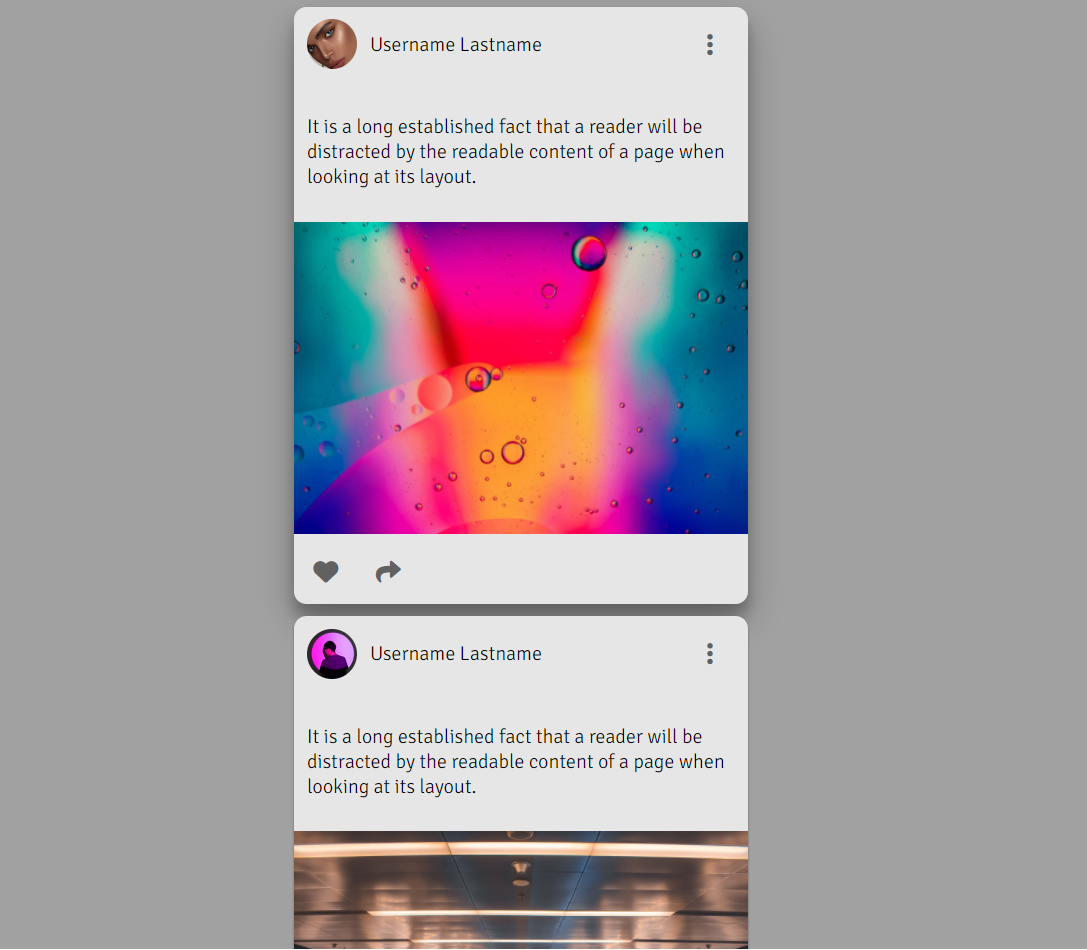 Username Lastname
It is a long established fact that a reader will be
distracted by the readable content of a page when
looking at its layout.
Username Lastname
It is a long established fact that a reader will be
distracted by the readable content of a page when
looking at its layout.